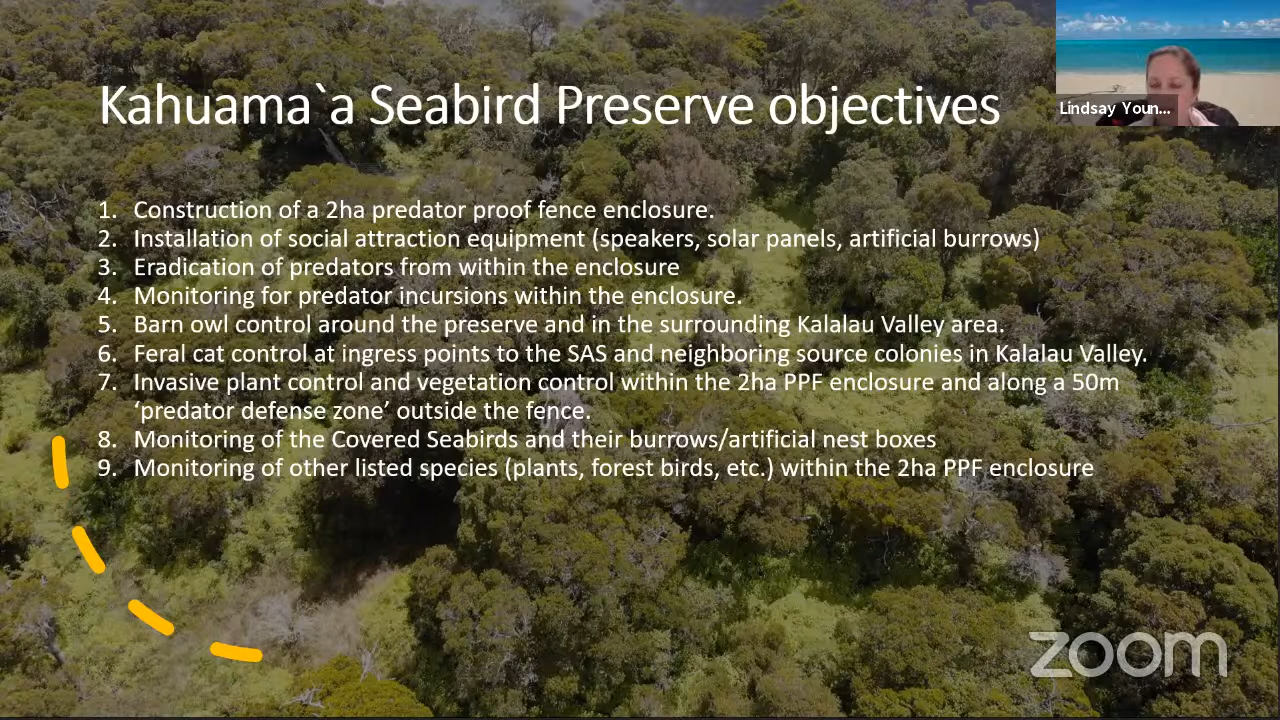 Kahuama`a Seabird Preserve objectives
Lindsay Youn...
1. Construction of a 2ha predator proof fence enclosure.
2. Installation of social attraction equipment (speakers, solar panels, artificial burrows)
3. Eradication of predators from within the enclosure
4. Monitoring for predator incursions within the enclosure.
5. Barn owl control around the preserve and in the surrounding Kalalau Valley area.
6. Feral cat control at ingress points to the SAS and neighboring source colonies in Kalalau Valley.
7. Invasive plant control and vegetation control within the 2ha PPF enclosure and along a 50m
‘predator defense zone’ outside the fence.
8. Monitoring of the Covered Seabirds and their burrows/artificial nest boxes
9. Monitoring of other listed species (plants, forest birds, etc.) within the 2ha PPF enclosure
zoom